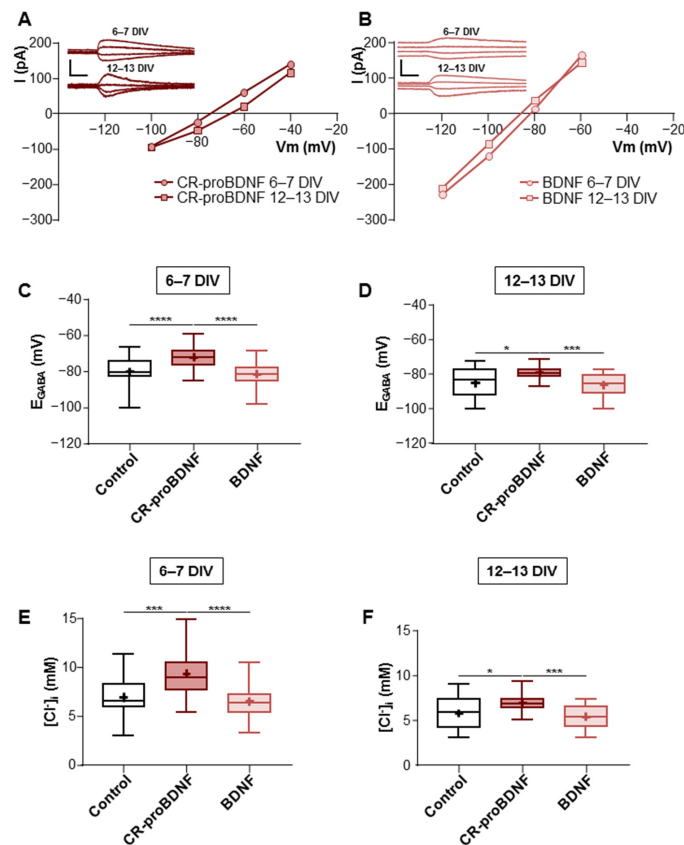 A
B
I (pA)
200
100
0
−100
−200
−300
6–7 DIV
12–13 DIV
−120 −100 −80 −60 −40 −20
Vm (mV)
CR-proBDNF 6–7 DIV
CR-proBDNF 12–13 DIV
I (pA)
200
100
0
−100
−200
−300
6–7 DIV
12–13 DIV
−120 −100 −80 −60 −40 −20
Vm (mV)
BDNF 6–7 DIV
BDNF 12–13 DIV
C
6–7 DIV
EGABA (mV)
−40
−60
−80
−100
−120
**** ****
Control CR-proBDNF BDNF
D
12–13 DIV
EGABA (mV)
−40
−60
−80
−100
−120
* ***
Control CR-proBDNF BDNF
E
6–7 DIV
[Cl-]i (mM)
15
10
5
0
*** ****
Control CR-proBDNF BDNF
F
12–13 DIV
[Cl-]i (mM)
15
10
5
0
* ***
Control CR-proBDNF BDNF